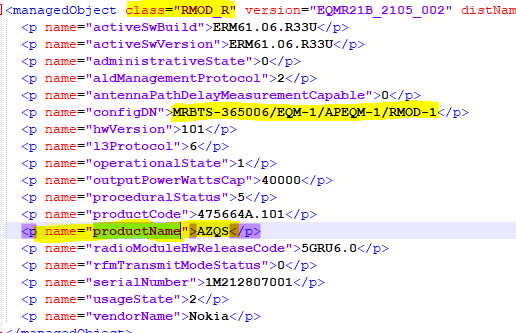 <managedObject class="RMOD_R" version="EQMR21B_2105_002" distNam
<p name="activeSwBuild">ERM61.06.R33U</p>
<p name="activeSwVersion">ERM61.06.R33U</p>
<p name="administrativeState">0</p>
<p name="aldManagementProtocol">2</p>
<p name="antennaPathDelayMeasurementCapable">0</p>
<p name="configDN">MRBTS-365006/EQM-1/APEQM-1/RMOD-1</p>
<p name="hwVersion">101</p>
<p name="l3Protocol">6</p>
<p name="operationalState">1</p>
<p name="outputPowerWattsCap">40000</p>
<p name="proceduralStatus">5</p>
<p name="productCode">475664A.101</p>
<p name="productName">AZQS</p>
<p name="radioModuleHwReleaseCode">5GRU6.0</p>
<p name="rfmTransmitModeStatus">0</p>
<p name="serialNumber">1M212807001</p>
<p name="usageState">2</p>
<p name="vendorName">Nokia</p>
</managedObject>